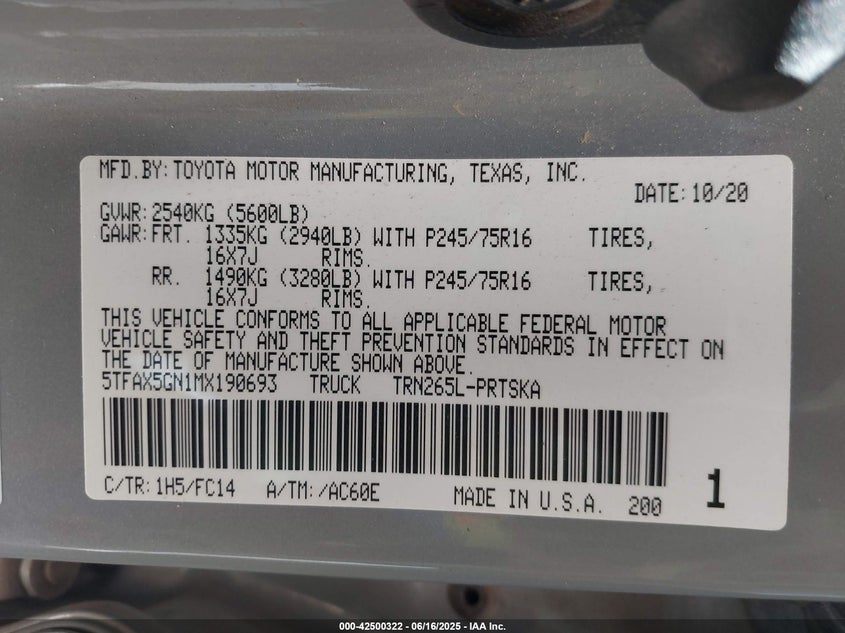 MFD.BY: TOYOTA MOTOR MANUFACTURING, TEXAS, INC.
DATE: 10/20
GVWR: 2540KG (5600LB)
GAWR: FRT. 1335KG (2940LB) WITH P245/75R16 TIRES,
16X7J RIMS.
RR. 1490KG (3280LB) WITH P245/75R16 TIRES,
16X7J RIMS.
THIS VEHICLE CONFORMS TO ALL APPLICABLE FEDERAL MOTOR
VEHICLE SAFETY AND THEFT PREVENTION STANDARDS IN EFFECT ON
THE DATE OF MANUFACTURE SHOWN ABOVE.
5TFAX5GN1MX190693 TRUCK TRN265L-PRTSKA
C/TR: 1H5/FC14 A/TM: /AC60E MADE IN U.S.A. 200 1
000-42500322 - 06/16/2025 - IAA Inc.